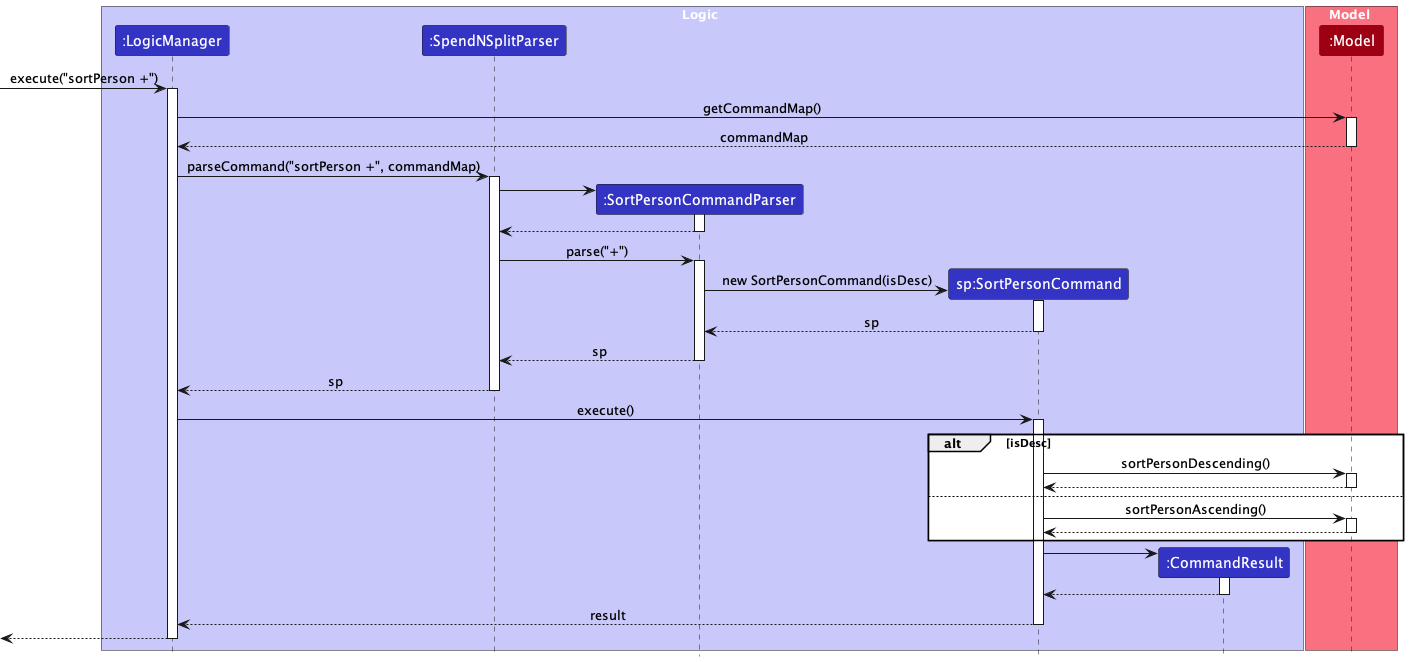 Logic
Model
:LogicManager
:SpendNSplitParser
:Model
execute("sortPerson +")
getCommandMap()
commandMap
parseCommand("sortPerson +", commandMap)
:SortPersonCommandParser
parse("+")
new SortPersonCommand(isDesc)
sp:SortPersonCommand
sp
sp
sp
execute()
alt
[isDesc]
sortPersonDescending()
sortPersonAscending()
:CommandResult
result